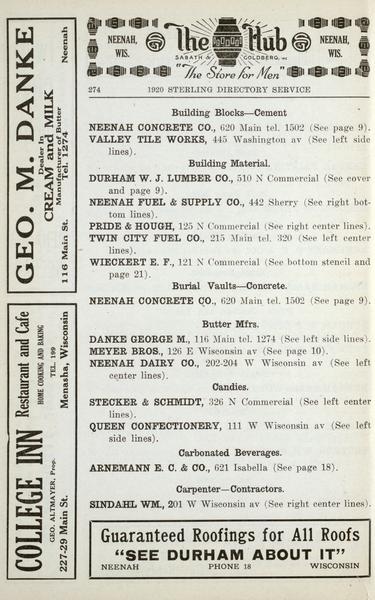 NEENAH, WIS.
The Hub
SABATH & GOLDBERG, INC
"The Store for Men"
NEENAH, WIS.
274 1920 STERLING DIRECTORY SERVICE
Building Blocks—Cement
NEENAH CONCRETE CO., 620 Main tel. 1502 (See page 9).
VALLEY TILE WORKS, 445 Washington av (See left side
lines).
Building Material.
DURHAM W. J. LUMBER CO., 510 N Commercial (See cover
and page 9).
NEENAH FUEL & SUPPLY CO., 442 Sherry (See right bot-
tom lines).
PRIDE & HOUGH, 125 N Commercial (See right center lines).
TWIN CITY FUEL CO., 215 Main tel. 320 (See left center
lines).
WIECKERT E. F., 121 N Commercial (See bottom stencil and
page 21).
Burial Vaults—Concrete.
NEENAH CONCRETE CO., 620 Main tel. 1502 (See page 9).
Butter Mfrs.
DANKE GEORGE M., 116 Main tel. 1274 (See left side lines).
MEYER BROS., 126 E Wisconsin av (See page 10).
NEENAH DAIRY CO., 202-204 W Wisconsin av (See left
center lines).
Candies.
STECKER & SCHMIDT, 326 N Commercial (See left center
lines).
QUEEN CONFECTIONERY, 111 W Wisconsin av (See left
side lines).
Carbonated Beverages.
ARNEMANN E. C. & CO., 621 Isabella (See page 18).
Carpenter—Contractors.
SINDAHL WM., 201 W Wisconsin av (See right center lines).
Guaranteed Roofings for All Roofs
"SEE DURHAM ABOUT IT"
NEENAH PHONE 18 WISCONSIN
GEO. M. DANKE
Dealer In
CREAM and MILK
Manufacturer of Butter
Tel. 1274
116 Main St. Neenah
COLLEGE INN
Restaurant and Cafe
HOME COOKING AND BAKING
GEO. ALTMAYER, Prop. TEL. 199
227-29 Main St. Menasha, Wisconsin